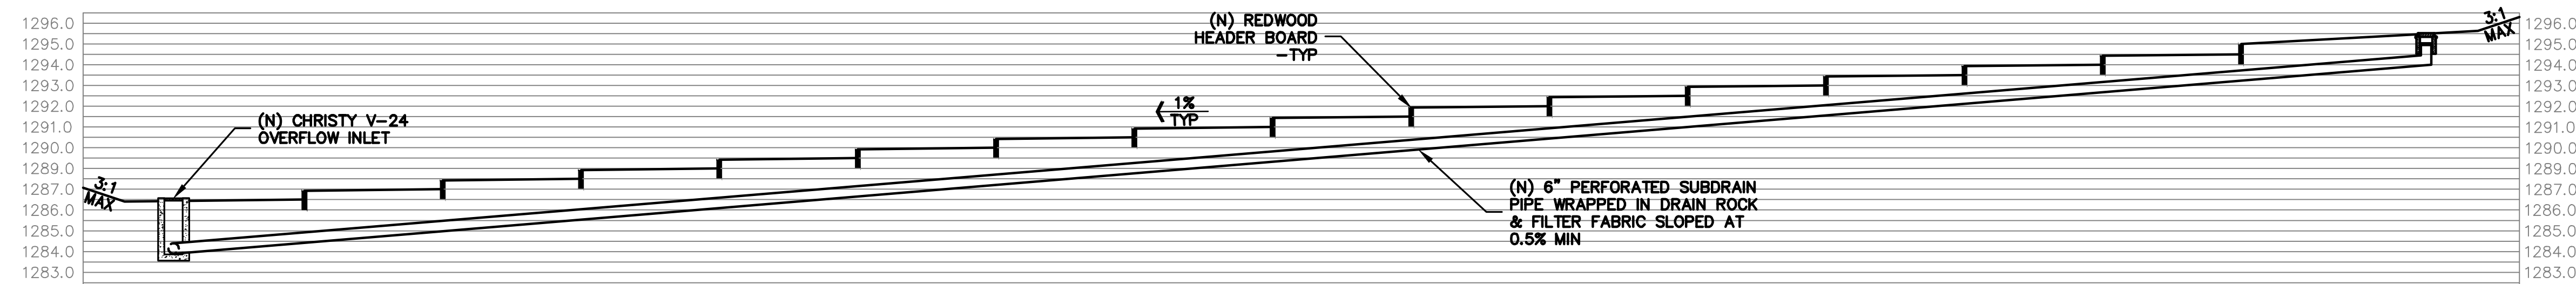 1296.0
1295.0
1294.0
1293.0
1292.0
1291.0
1290.0
1289.0
1288.0
1287.0
1286.0
1285.0
1284.0
1283.0
3:1
MAX
(N) CHRISTY V-24
OVERFLOW INLET
1%
TYP
(N) REDWOOD
HEADER BOARD
-TYP
(N) 6" PERFORATED SUBDRAIN
PIPE WRAPPED IN DRAIN ROCK
& FILTER FABRIC SLOPED AT
0.5% MIN
3:1
MAX
1296.0
1295.0
1294.0
1293.0
1292.0
1291.0
1290.0
1289.0
1288.0
1287.0
1286.0
1285.0
1284.0
1283.0